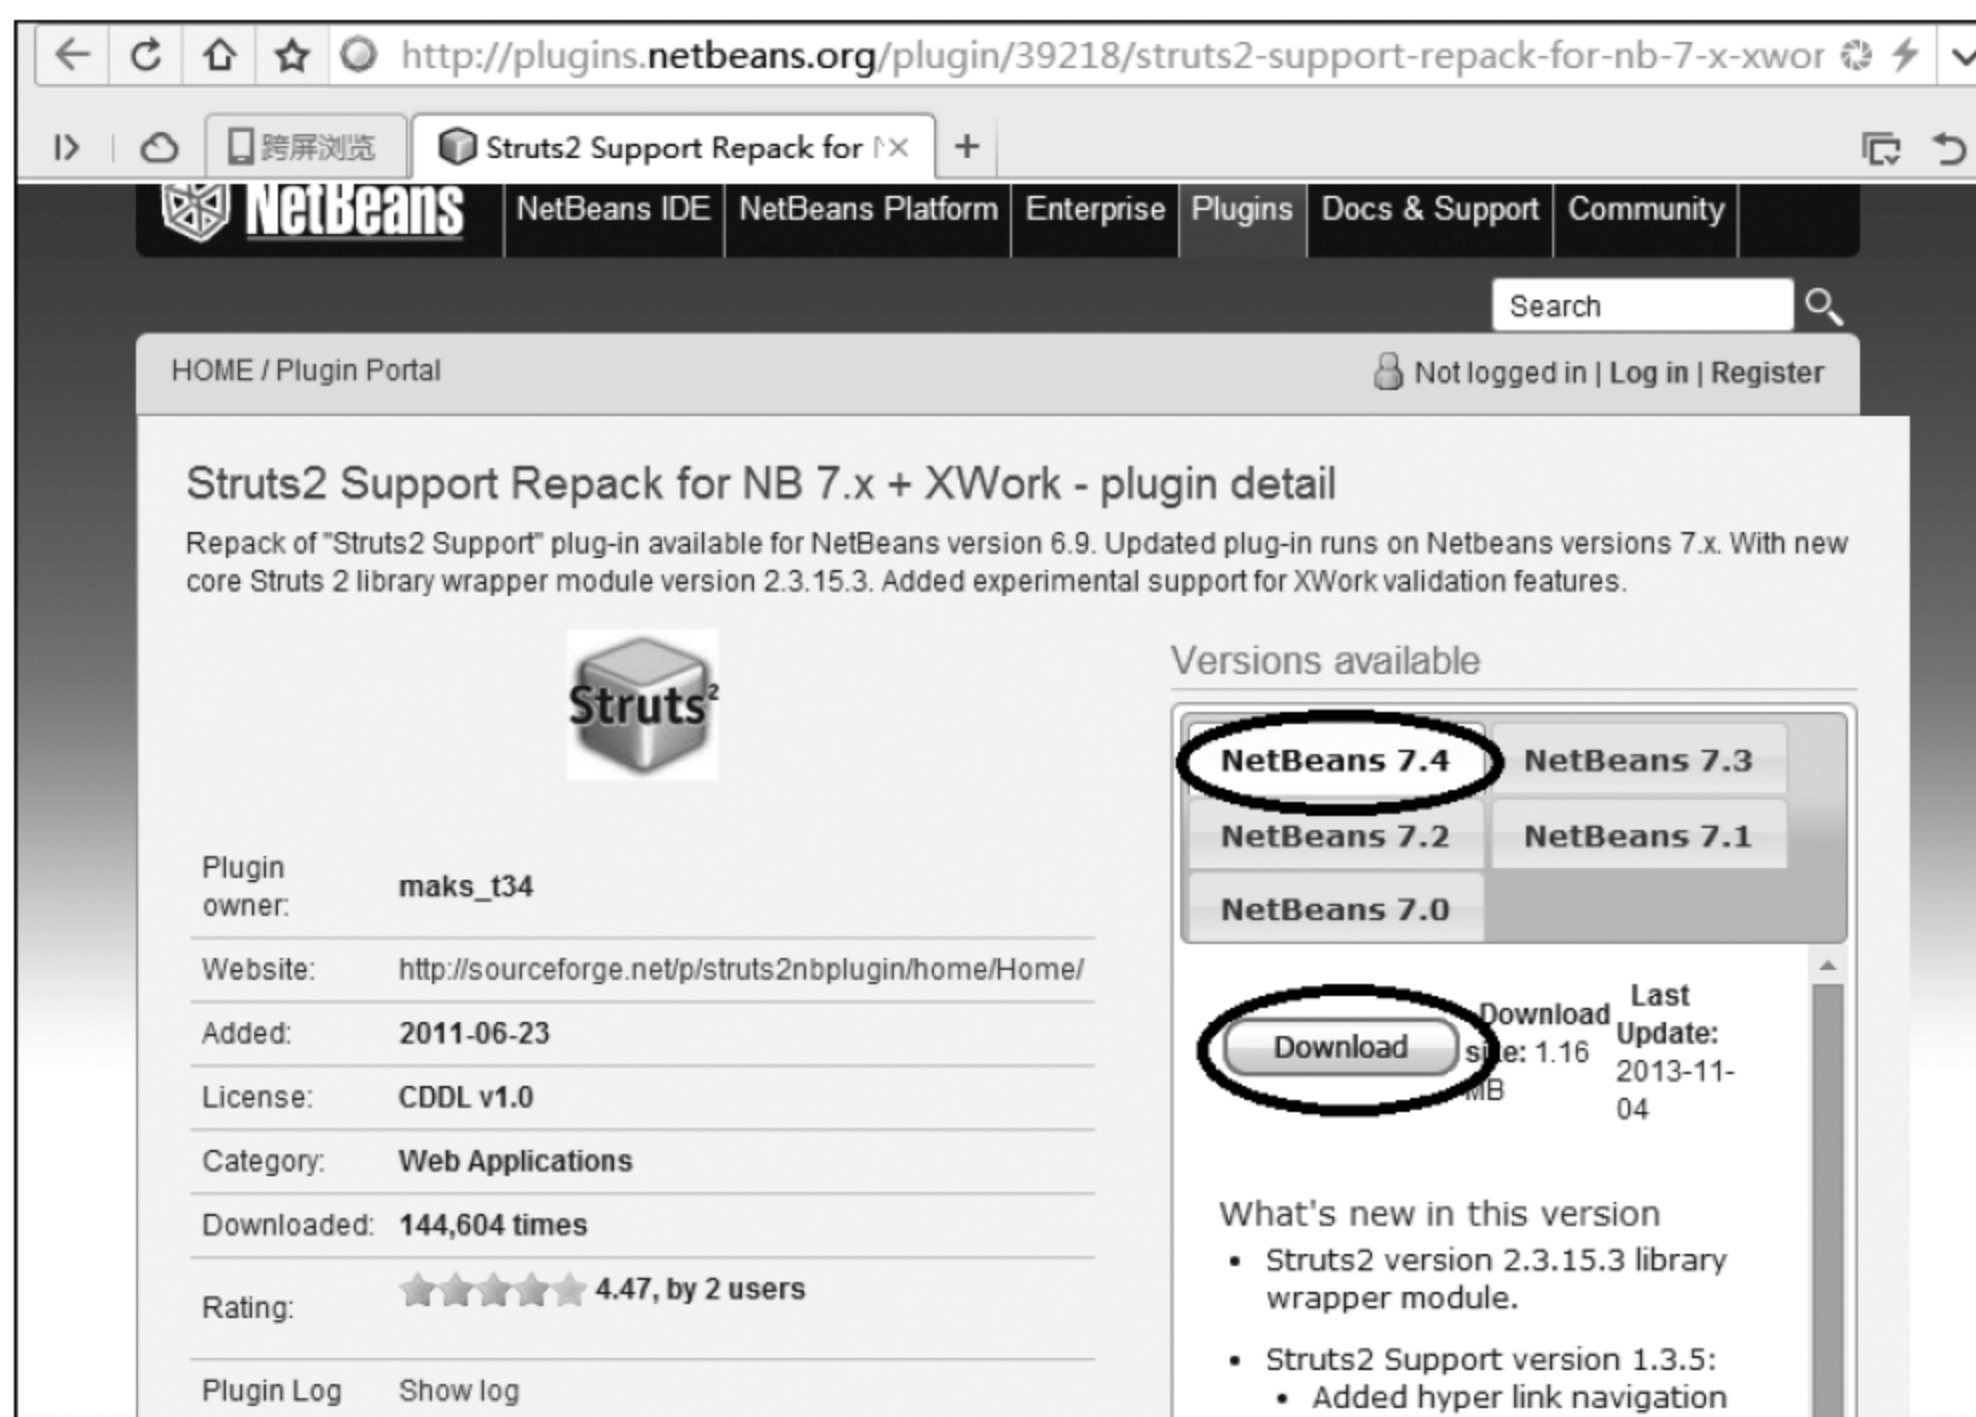 http://plugins.netbeans.org/plugin/39218/struts2-support-repack-for-nb-7-x-xwor
跨屏浏览
Struts2 Support Repack for
NetBeans
NetBeans IDE
NetBeans Platform
Enterprise
Plugins
Docs & Support
Community
Search
HOME / Plugin Portal
Not logged in | Log in | Register
Struts2 Support Repack for NB 7.x + XWork - plugin detail
Repack of "Struts2 Support" plug-in available for NetBeans version 6.9. Updated plug-in runs on Netbeans versions 7.x. With new
core Struts 2 library wrapper module version 2.3.15.3. Added experimental support for XWork validation features.
Struts²
Plugin
owner:
maks_t34
Website:
http://sourceforge.net/p/struts2nbplugin/home/Home/
Added:
2011-06-23
License:
CDDL v1.0
Category:
Web Applications
Downloaded:
144,604 times
Rating:
4.47, by 2 users
Plugin Log
Show log
Versions available
NetBeans 7.4
NetBeans 7.3
NetBeans 7.2
NetBeans 7.1
NetBeans 7.0
Download
Download
size: 1.16
MB
Last
Update:
2013-11-
04
What's new in this version
• Struts2 version 2.3.15.3 library
wrapper module.
• Struts2 Support version 1.3.5:
• Added hyper link navigation